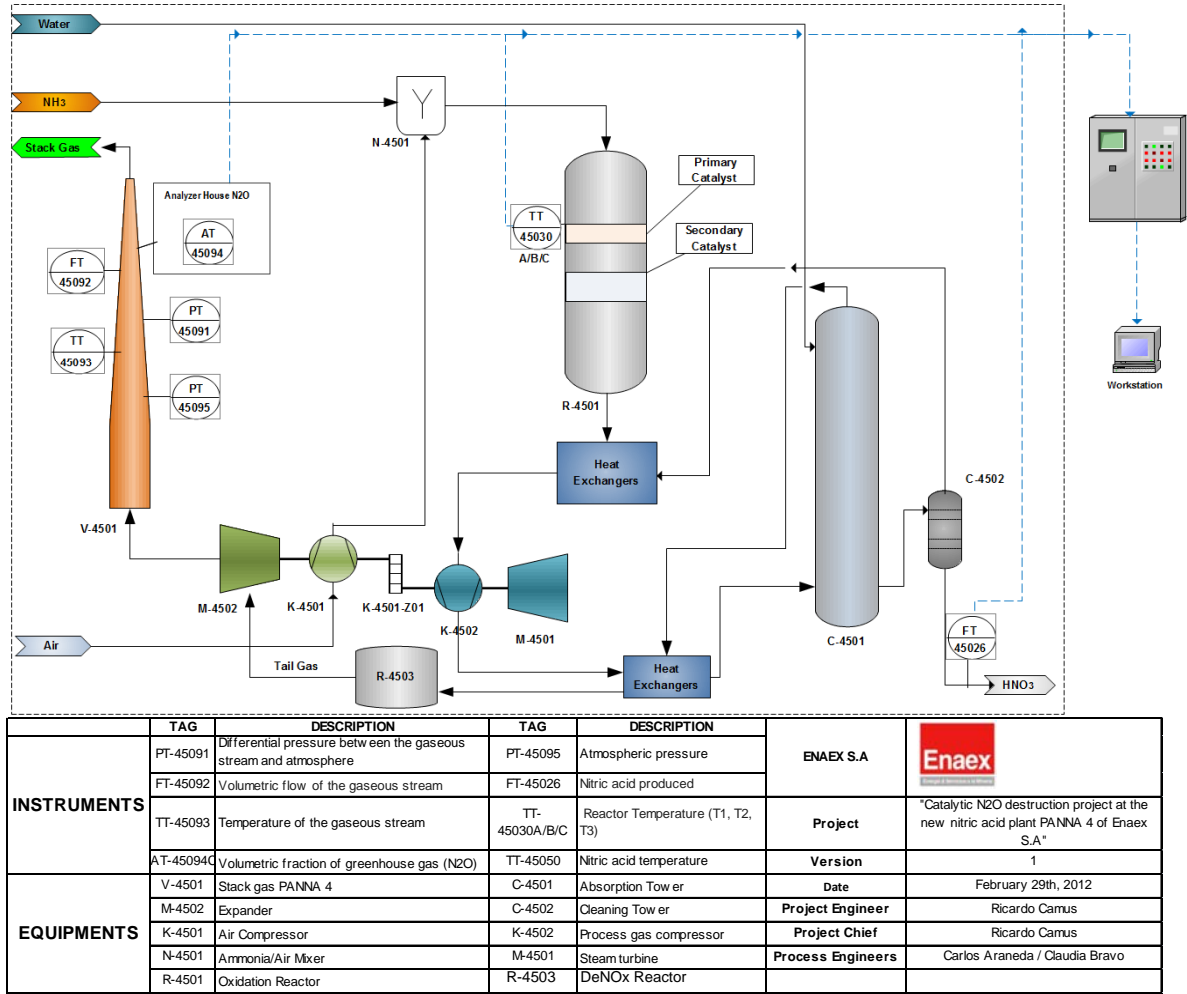 Water
NH3
N-4501
Stack Gas
Analyzer House N2O
AT
45094
FT
45092
PT
45091
TT
45093
PT
45095
TT
45030
A/B/C
Primary
Catalyst
Secondary
Catalyst
R-4501
Heat
Exchangers
C-4502
Workstation
V-4501
M-4502
K-4501
K-4501-Z01
K-4502
M-4501
C-4501
FT
45026
Air
Tail Gas
R-4503
Heat
Exchangers
HNO3
TAG DESCRIPTION TAG DESCRIPTION
INSTRUMENTS
PT-45091 Differential pressure between the gaseous
stream and atmosphere
PT-45095 Atmospheric pressure
ENAEX S.A
Enaex
FT-45092 Volumetric flow of the gaseous stream
FT-45026 Nitric acid produced
TT-45093 Temperature of the gaseous stream
TT-
45030A/B/C
Reactor Temperature (T1, T2,
T3)
Project
"Catalytic N2O destruction project at the
new nitric acid plant PANNA 4 of Enaex
S.A"
AT-45094C Volumetric fraction of greenhouse gas (N2O)
TT-45050 Nitric acid temperature
Version 1
EQUIPMENTS
V-4501 Stack gas PANNA 4 C-4501 Absorption Tower Date February 29th, 2012
M-4502 Expander C-4502 Cleaning Tower Project Engineer Ricardo Camus
K-4501 Air Compressor K-4502 Process gas compressor Project Chief Ricardo Camus
N-4501 Ammonia/Air Mixer M-4501 Steam turbine Process Engineers Carlos Araneda / Claudia Bravo
R-4501 Oxidation Reactor R-4503 DeNOx Reactor